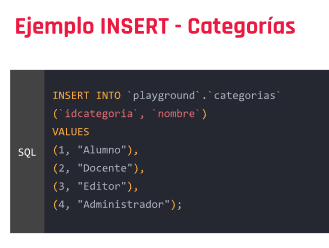 Ejemplo INSERT - Categorías
SQL
INSERT INTO `playground`.`categorias`
(`idcategoria`, `nombre`)
VALUES
(1, "Alumno"),
(2, "Docente"),
(3, "Editor"),
(4, "Administrador");